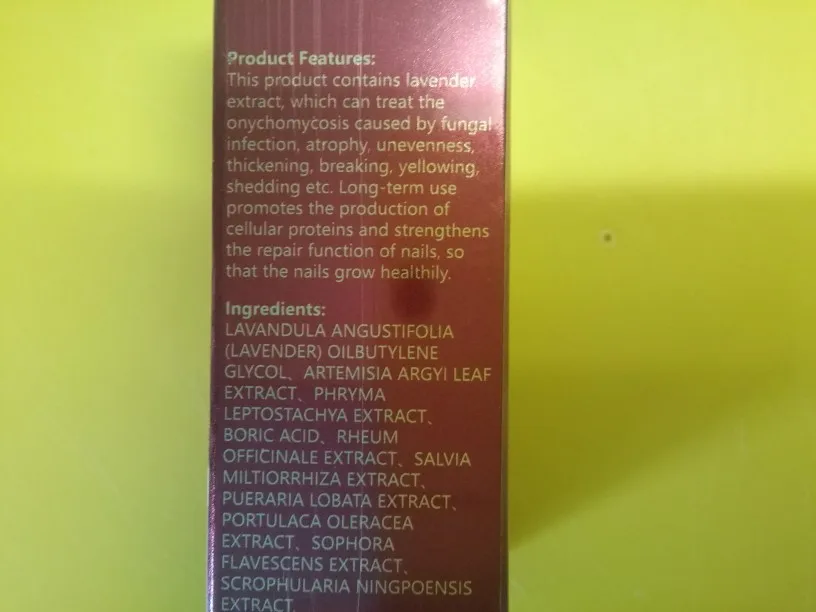 Product Features:
This product contains lavender
extract, which can treat the
onychomycosis caused by fungal
infection, atrophy, unevenness,
thickening, breaking, yellowing,
shedding etc. Long-term use
promotes the production of
cellular proteins and strengthens
the repair function of nails, so
that the nails grow healthily.
Ingredients:
LAVANDULA ANGUSTIFOLIA
(LAVENDER) OILBUTYLENE
GLYCOL、ARTEMISIA ARGYI LEAF
EXTRACT、PHRYMA
LEPTOSTACHYA EXTRACT、
BORIC ACID、RHEUM
OFFICINALE EXTRACT、SALVIA
MILTIORRHIZA EXTRACT、
PUERARIA LOBATA EXTRACT、
PORTULACA OLERACEA
EXTRACT、SOPHORA
FLAVESCENS EXTRACT、
SCROPHULARIA NINGPOENSIS
EXTRACT